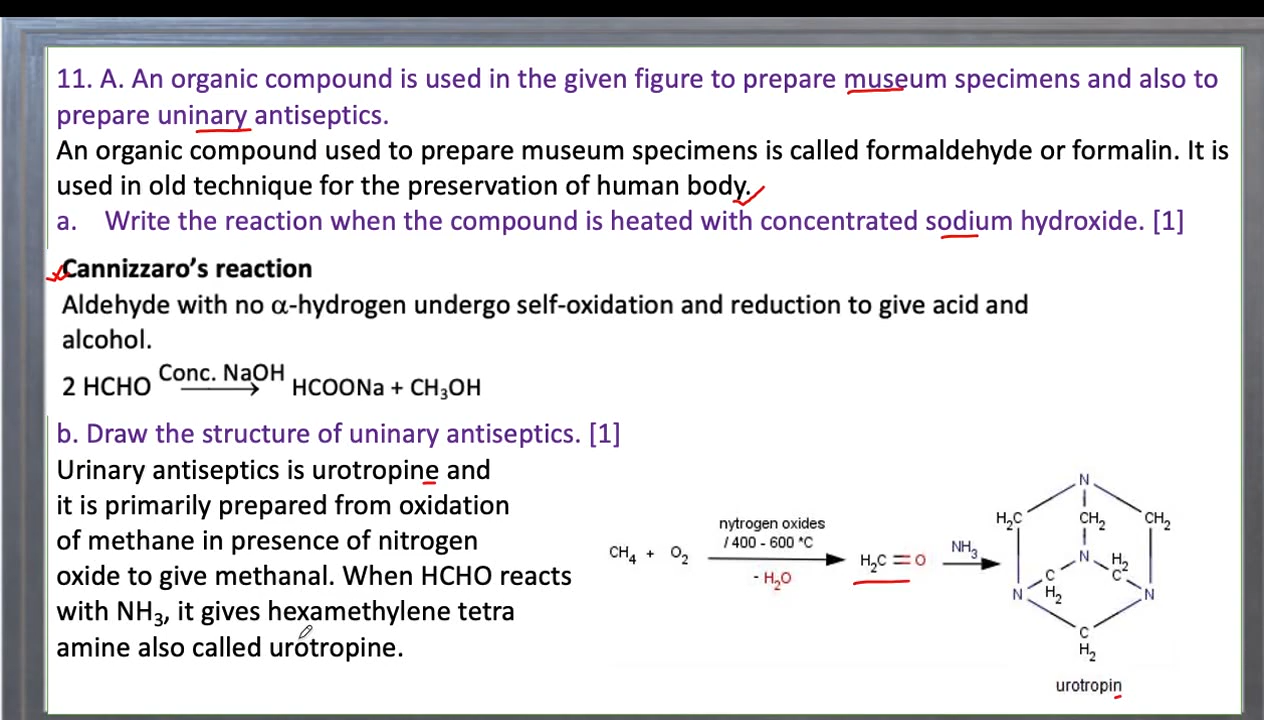 11. A. An organic compound is used in the given figure to prepare museum specimens and also to
prepare uninary antiseptics.
An organic compound used to prepare museum specimens is called formaldehyde or formalin. It is
used in old technique for the preservation of human body.
a. Write the reaction when the compound is heated with concentrated sodium hydroxide. [1]
Cannizzaro’s reaction
Aldehyde with no α-hydrogen undergo self-oxidation and reduction to give acid and
alcohol.
2 HCHO Conc. NaOH → HCOONa + CH₃OH
b. Draw the structure of uninary antiseptics. [1]
Urinary antiseptics is urotropine and
it is primarily prepared from oxidation
of methane in presence of nitrogen
oxide to give methanal. When HCHO reacts
with NH₃, it gives hexamethylene tetra
amine also called urotropine.
nytrogen oxides
/ 400 - 600 °C
CH₄ + O₂ → H₂C = O
- H₂O
NH₃
N
H₂C CH₂ CH₂
N H₂
C C
N H₂ N
C
H₂
urotropin